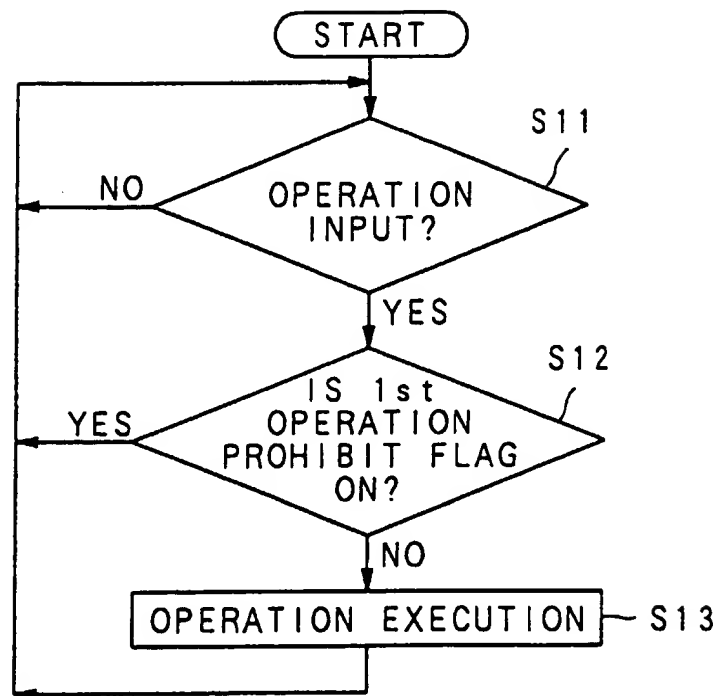 START
S11
NO
OPERATION
INPUT?
YES
S12
YES
IS 1st
OPERATION
PROHIBIT FLAG
ON?
NO
OPERATION EXECUTION
S13